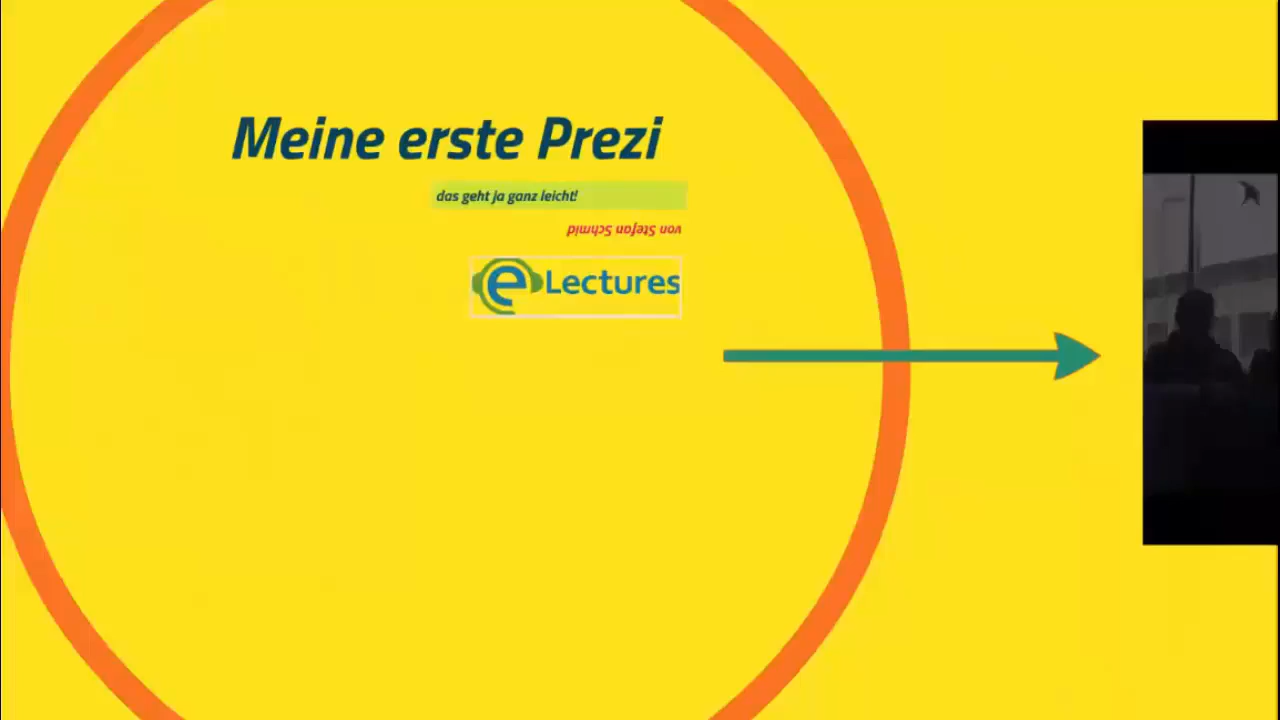 Meine erste Prezi
das geht ja ganz leicht!
von Stefan Schmid
eLectures